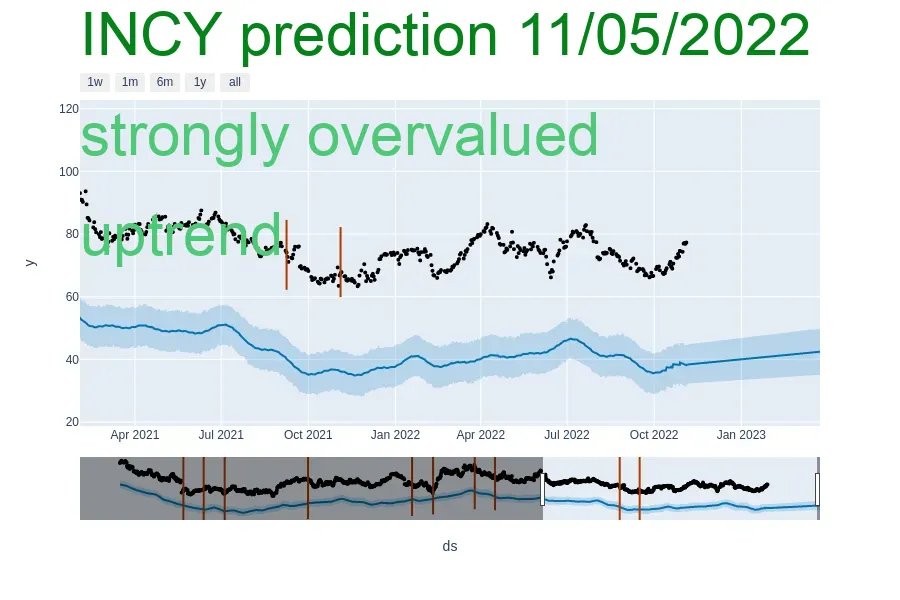 INCY prediction 11/05/2022
1w 1m 6m 1y all
120
strongly overvalued
100
80
uptrend
y
60
40
20
Apr 2021 Jul 2021 Oct 2021 Jan 2022 Apr 2022 Jul 2022 Oct 2022 Jan 2023
ds